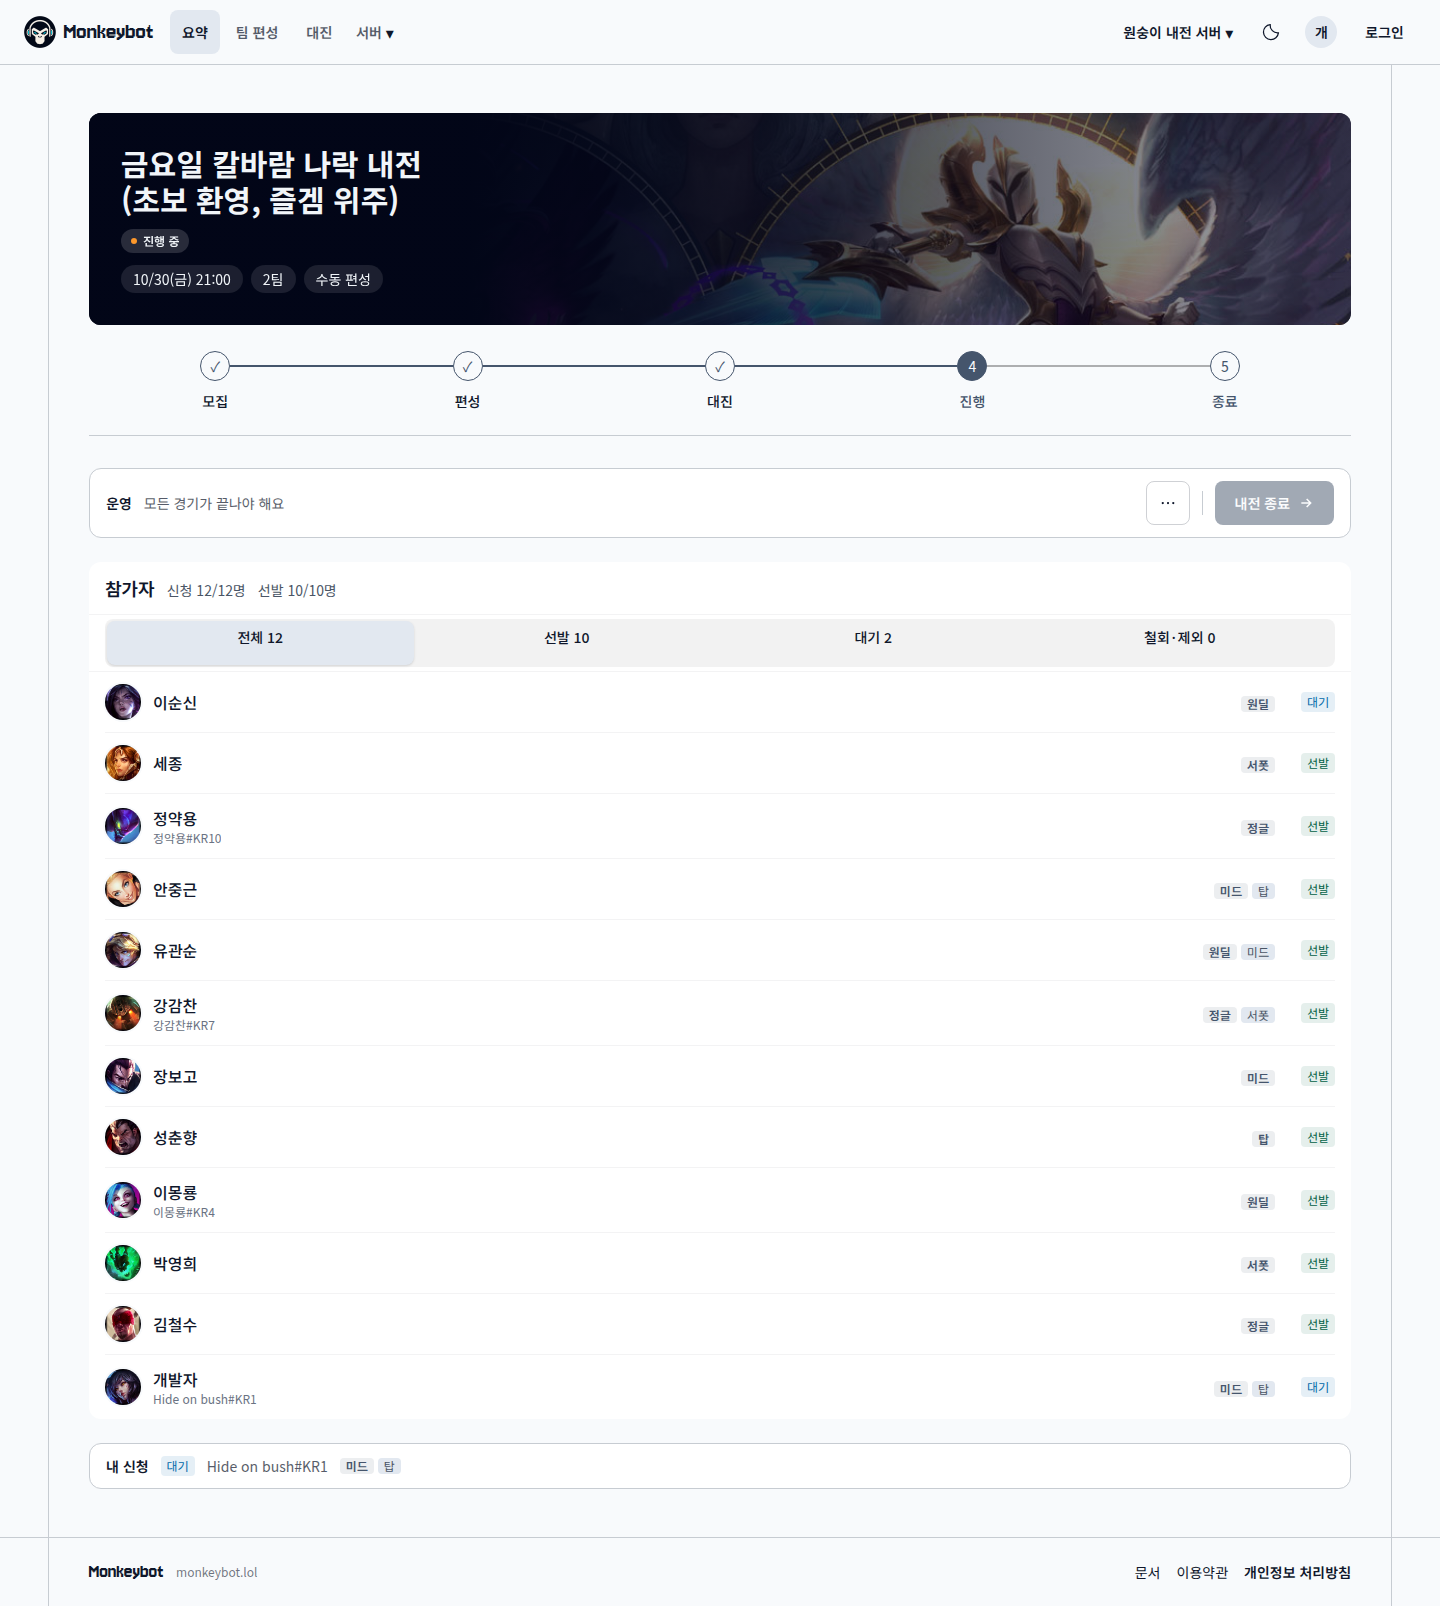 Monkeybot 요약 팀 편성 대진 서버 ▾ 원숭이 내전 서버 ▾ 개 로그인
금요일 칼바람 나락 내전
(초보 환영, 즐겜 위주)
진행 중
10/30(금) 21:00 2팀 수동 편성
✓ ✓ ✓ 4 5
모집 편성 대진 진행 종료
운영 모든 경기가 끝나야 해요 ⋯ 내전 종료 →
참가자 신청 12/12명 선발 10/10명
전체 12 선발 10 대기 2 철회·제외 0
이순신 원딜 대기
세종 서폿 선발
정약용 정글 선발
정약용#KR10
안중근 미드 탑 선발
유관순 원딜 미드 선발
강감찬 정글 서폿 선발
강감찬#KR7
장보고 미드 선발
성춘향 탑 선발
이몽룡 원딜 선발
이몽룡#KR4
박영희 서폿 선발
김철수 정글 선발
개발자 미드 탑 대기
Hide on bush#KR1
내 신청 대기 Hide on bush#KR1 미드 탑
Monkeybot monkeybot.lol 문서 이용약관 개인정보 처리방침